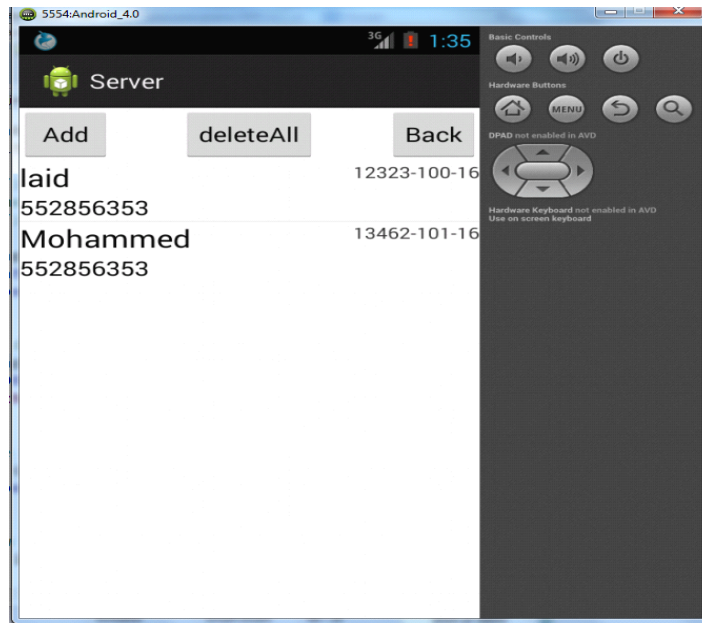 5554:Android_4.0
3G 1:35
Server
Add deleteAll Back
laid 12323-100-16
552856353
Mohammed 13462-101-16
552856353
Basic Controls
Hardware Buttons
MENU
DPAD not enabled in AVD
Hardware Keyboard not enabled in AVD
Use on screen keyboard